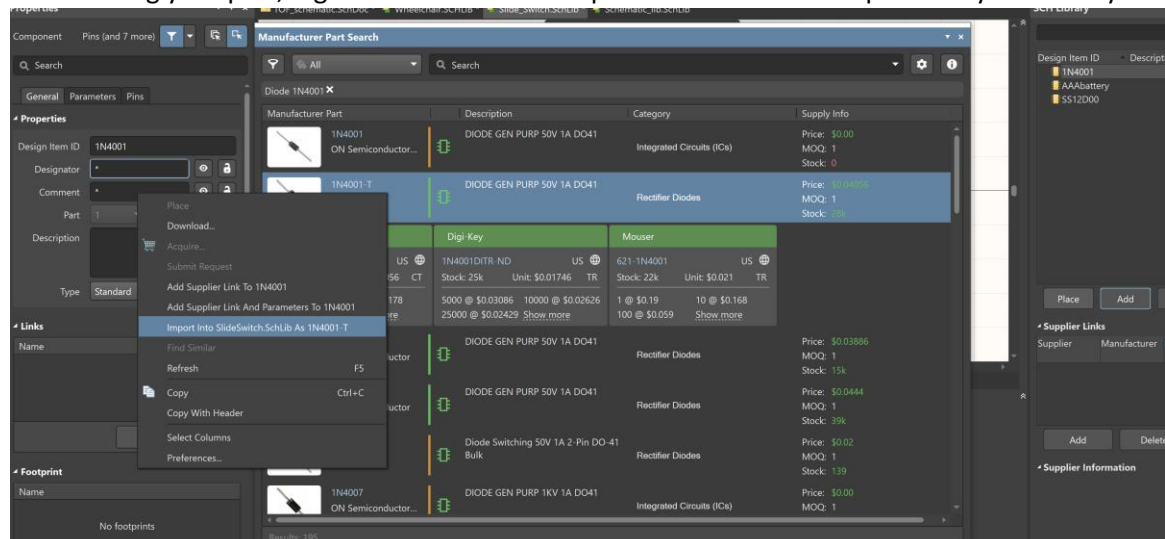 Properties
TOF_schematic.SchDoc * Wheelchair.SCHLIB * Slide_Switch.SchLib * Schematic_lib.SchLib
SCH Library
Component Pins (and 7 more)
Manufacturer Part Search
Search
All
Search
Design Item ID Descript
1N4001
AAAbattery
SS12D00
General Parameters Pins
Diode 1N4001 ×
Properties
Manufacturer Part Description Category Supply Info
Design Item ID 1N4001
Designator *
Comment *
Part 1
Description
Type Standard
1N4001
ON Semiconductor...
DIODE GEN PURP 50V 1A DO41
Integrated Circuits (ICs)
Price: $0.00
MOQ: 1
Stock: 0
1N4001-T
DIODE GEN PURP 50V 1A DO41
Rectifier Diodes
Price: $0.04056
MOQ: 1
Stock: 28k
Place
Download...
Acquire...
Submit Request
Add Supplier Link To 1N4001
Add Supplier Link And Parameters To 1N4001
Import Into SlideSwitch.SchLib As 1N4001-T
Find Similar
Refresh F5
Copy Ctrl+C
Copy With Header
Select Columns
Preferences...
US
56 CT
178
Digi-Key
1N4001DITR-ND US
Stock: 25k Unit: $0.01746 TR
5000 @ $0.03086 10000 @ $0.02626
25000 @ $0.02429 Show more
Mouser
621-1N4001 US
Stock: 22k Unit: $0.021 TR
1 @ $0.19 10 @ $0.168
100 @ $0.059 Show more
uctor
DIODE GEN PURP 50V 1A DO41
Rectifier Diodes
Price: $0.03886
MOQ: 1
Stock: 15k
uctor
DIODE GEN PURP 50V 1A DO41
Rectifier Diodes
Price: $0.0444
MOQ: 1
Stock: 39k
Diode Switching 50V 1A 2-Pin DO-41
Bulk
Rectifier Diodes
Price: $0.02
MOQ: 1
Stock: 139
1N4007
ON Semiconductor...
DIODE GEN PURP 1KV 1A DO41
Integrated Circuits (ICs)
Price: $0.00
MOQ: 1
Results: 195
Links
Name
Footprint
Name
No footprints
Place Add
Supplier Links
Supplier Manufacturer
Add Delete
Supplier Information